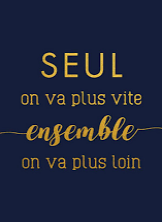 SEUL
on va plus vite
ensemble
on va plus loin